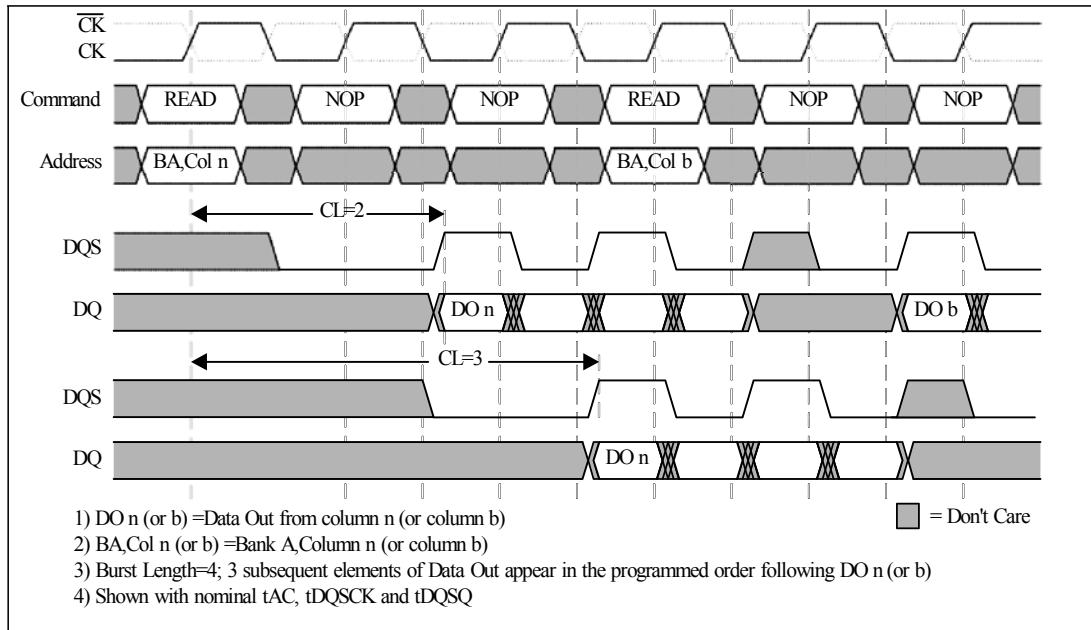 CK
CK
Command READ NOP NOP READ NOP NOP
Address BA,Col n BA,Col b
CL=2
DQS
DQ DO n DO b
CL=3
DQS
DQ DO n
1) DO n (or b) =Data Out from column n (or column b)
= Don't Care
2) BA,Col n (or b) =Bank A,Column n (or column b)
3) Burst Length=4; 3 subsequent elements of Data Out appear in the programmed order following DO n (or b)
4) Shown with nominal tAC, tDQSCK and tDQSQ